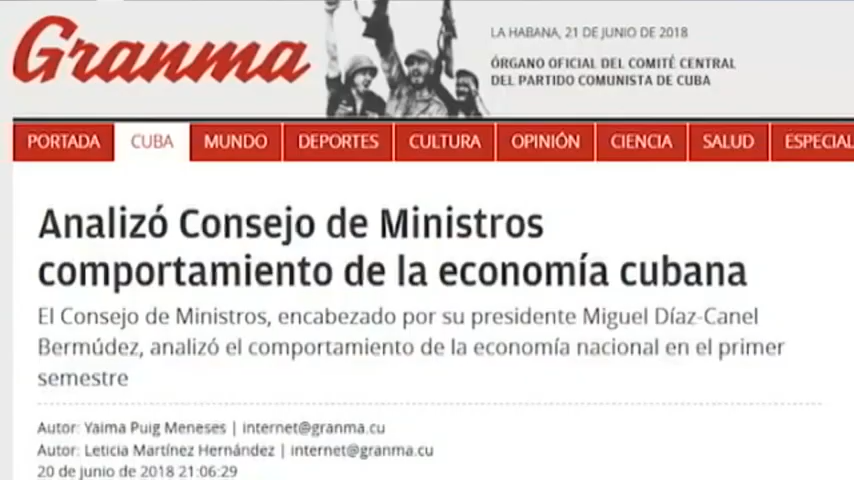 Granma
LA HABANA, 21 DE JUNIO DE 2018
ÓRGANO OFICIAL DEL COMITÉ CENTRAL
DEL PARTIDO COMUNISTA DE CUBA
PORTADA CUBA MUNDO DEPORTES CULTURA OPINIÓN CIENCIA SALUD ESPECIAL
Analizó Consejo de Ministros
comportamiento de la economía cubana
El Consejo de Ministros, encabezado por su presidente Miguel Díaz-Canel
Bermúdez, analizó el comportamiento de la economía nacional en el primer
semestre
Autor: Yaima Puig Meneses | internet@granma.cu
Autor: Leticia Martínez Hernández | internet@granma.cu
20 de junio de 2018 21:06:29